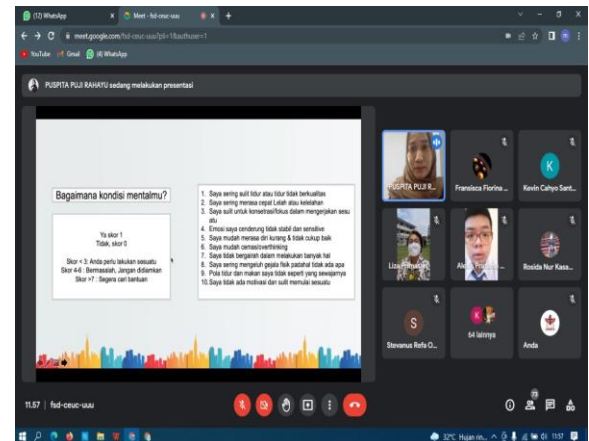 (12) WhatsApp
Meet - fsd-ceuc-uuu
meet.google.com/fsd-ceuc-uuu?pli=1&authuser=1
YouTube
Gmail
(4) WhatsApp
PUSPITA PUJI RAHAYU sedang melakukan presentasi
Bagaimana kondisi mentalmu?
Ya skor 1
Tidak, skor 0
Skor < 3: Anda perlu lakukan sesuatu
Skor 4-6 : Bermasalah, Jangan didiamkan
Skor >7 : Segera cari bantuan
1. Saya sering sulit tidur atau tidur tidak berkualitas
2. Saya sering merasa cepat Lelah atau kelelahan
3. Saya sulit untuk konsetrasi/fokus dalam mengerjakan sesu
atu
4. Emosi saya cenderung tidak stabil dan sensitive
5. Saya mudah merasa diri kurang & tidak cukup baik
6. Saya mudah cemas/overthinking
7. Saya tidak bergairah dalam melakukan banyak hal
8. Saya sering mengeluh gejala fisik padahal tidak ada apa
9. Pola tidur dan makan saya tidak seperti yang sewajarnya
10. Saya tidak ada motivasi dan sulit memulai sesuatu
PUSPITA PUJI R...
Fransisca Florina ...
K
Kevin Cahyo Sant...
Rosida Nur Kasa...
S
Stevanus Refa O...
K
64 lainnya
Anda
11.57 | fsd-ceuc-uuu
73
32°C Hujan rin...
11:57